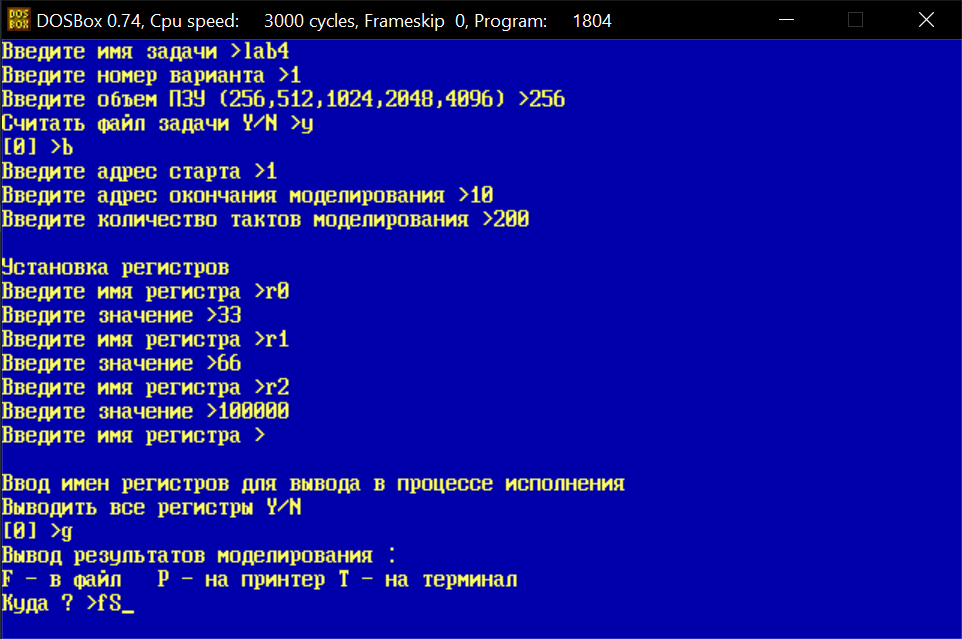 DOS
BOX
DOSBox 0.74, Cpu speed: 3000 cycles, Frameskip 0, Program: 1804
Введите имя задачи >lab4
Введите номер варианта >1
Введите объем ПЗУ (256,512,1024,2048,4096) >256
Считать файл задачи Y/N >y
[0] >b
Введите адрес старта >1
Введите адрес окончания моделирования >10
Введите количество тактов моделирования >200
Установка регистров
Введите имя регистра >r0
Введите значение >33
Введите имя регистра >r1
Введите значение >66
Введите имя регистра >r2
Введите значение >100000
Введите имя регистра >
Ввод имен регистров для вывода в процессе исполнения
Выводить все регистры Y/N
[0] >g
Вывод результатов моделирования :
F - в файл P - на принтер T - на терминал
Куда ? >fS_